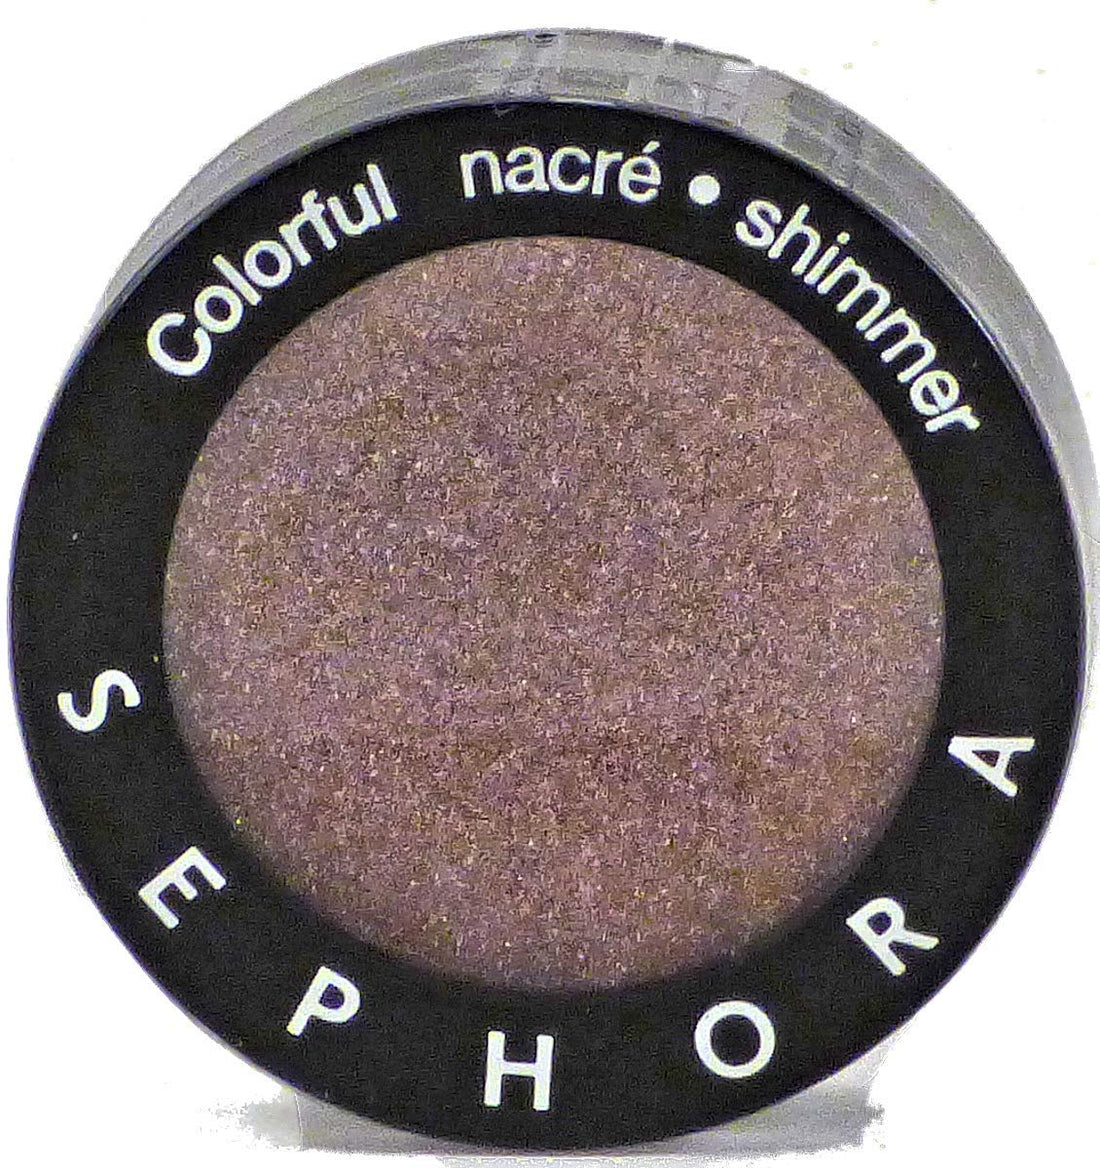 Colorful nacré • shimmer
SEPHORA